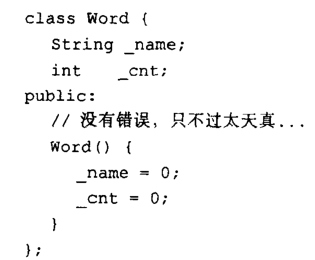 class Word {
String _name;
int _cnt;
public:
// 没有错误，只不过太天真...
Word() {
_name = 0;
_cnt = 0;
}
};